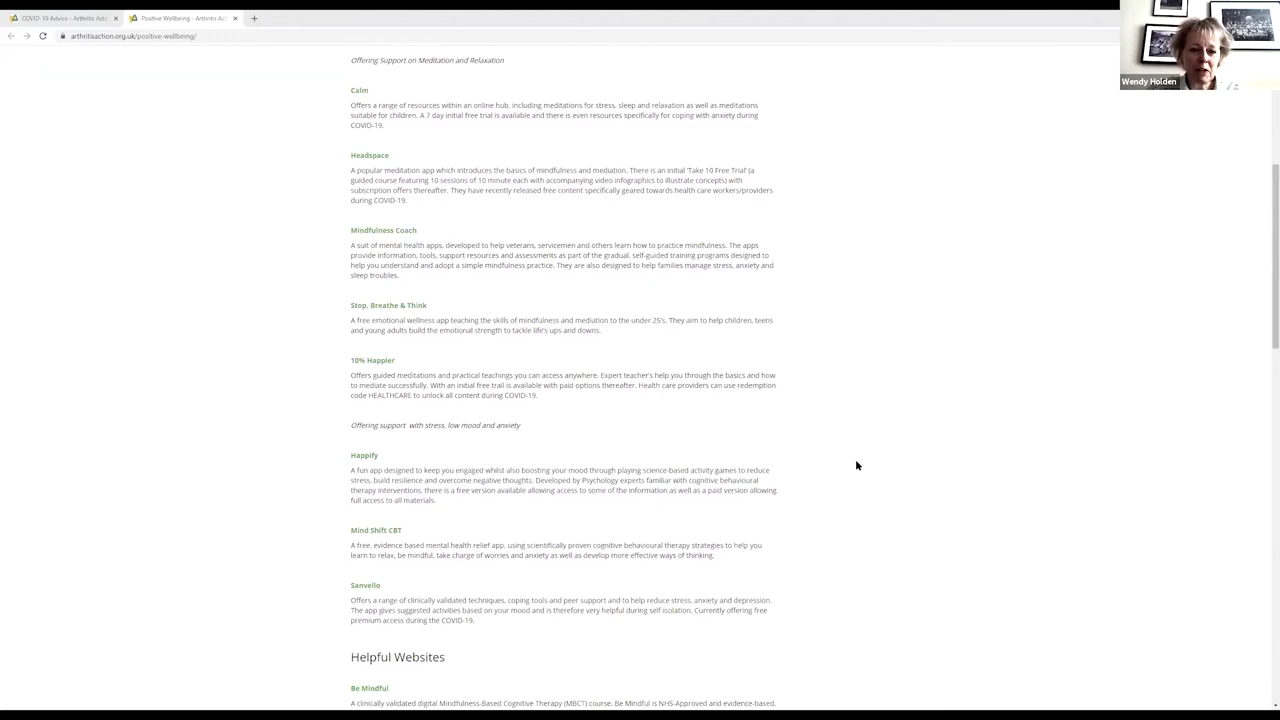 COVID-19 Advice - Arthritis Acti
Positive Wellbeing - Arthritis Ac
arthritisaction.org.uk/positive-wellbeing/
Wendy Holden
Offering Support on Meditation and Relaxation
Calm
Offers a range of resources within an online hub, including meditations for stress, sleep and relaxation as well as meditations
suitable for children. A 7 day initial free trial is available and there is even resources specifically for coping with anxiety during
COVID-19.
Headspace
A popular meditation app which introduces the basics of mindfulness and mediation. There is an initial 'Take 10 Free Trial' (a
guided course featuring 10 sessions of 10 minute each with accompanying video infographics to illustrate concepts) with
subscription offers thereafter. They have recently released free content specifically geared towards health care workers/providers
during COVID-19.
Mindfulness Coach
A suit of mental health apps, developed to help veterans, servicemen and others learn how to practice mindfulness. The apps
provide information, tools, support resources and assessments as part of the gradual, self-guided training programs designed to
help you understand and adopt a simple mindfulness practice. They are also designed to help families manage stress, anxiety and
sleep troubles.
Stop, Breathe & Think
A free emotional wellness app teaching the skills of mindfulness and mediation to the under 25's. They aim to help children, teens
and young adults build the emotional strength to tackle life's ups and downs.
10% Happier
Offers guided meditations and practical teachings you can access anywhere. Expert teacher's help you through the basics and how
to mediate successfully. With an initial free trail is available with paid options thereafter. Health care providers can use redemption
code HEALTHCARE to unlock all content during COVID-19.
Offering support with stress, low mood and anxiety
Happify
A fun app designed to keep you engaged whilst also boosting your mood through playing science-based activity games to reduce
stress, build resilience and overcome negative thoughts. Developed by Psychology experts familiar with cognitive behavioural
therapy interventions. there is a free version available allowing access to some of the information as well as a paid version allowing
full access to all materials.
Mind Shift CBT
A free, evidence based mental health relief app, using scientifically proven cognitive behavioural therapy strategies to help you
learn to relax, be mindful, take charge of worries and anxiety as well as develop more effective ways of thinking.
Sanvello
Offers a range of clinically validated techniques, coping tools and peer support and to help reduce stress, anxiety and depression.
The app gives suggested activities based on your mood and is therefore very helpful during self-isolation. Currently offering free
premium access during the COVID-19,
Helpful Websites
Be Mindful
A clinically validated digital Mindfulness-Based Cognitive Therapy (MBCT) course. Be Mindful is NHS-Approved and evidence-based.